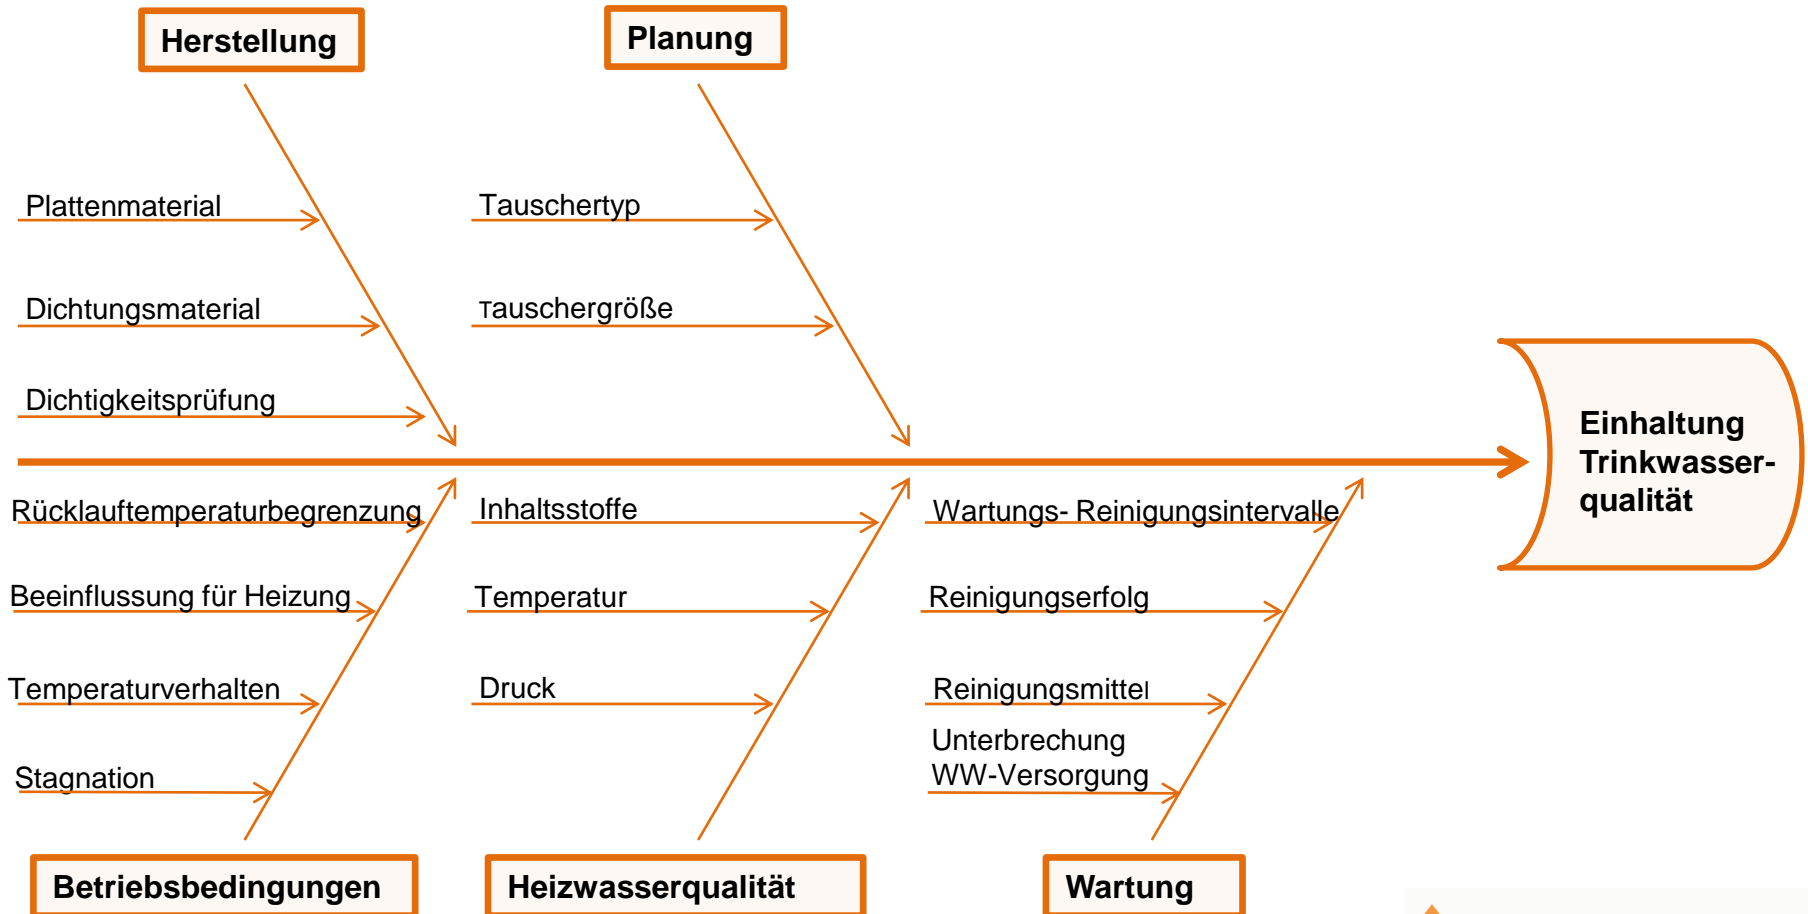 Herstellung
Planung
Plattenmaterial
Tauschertyp
Dichtungsmaterial
Tauschergröße
Dichtigkeitsprüfung
Einhaltung
Trinkwasser-
qualität
Rücklauftemperaturbegrenzung
Inhaltsstoffe
Wartungs- Reinigungsintervalle
Beeinflussung für Heizung
Temperatur
Reinigungserfolg
Temperaturverhalten
Druck
Reinigungsmittel
Unterbrechung
WW-Versorgung
Stagnation
Betriebsbedingungen
Heizwasserqualität
Wartung